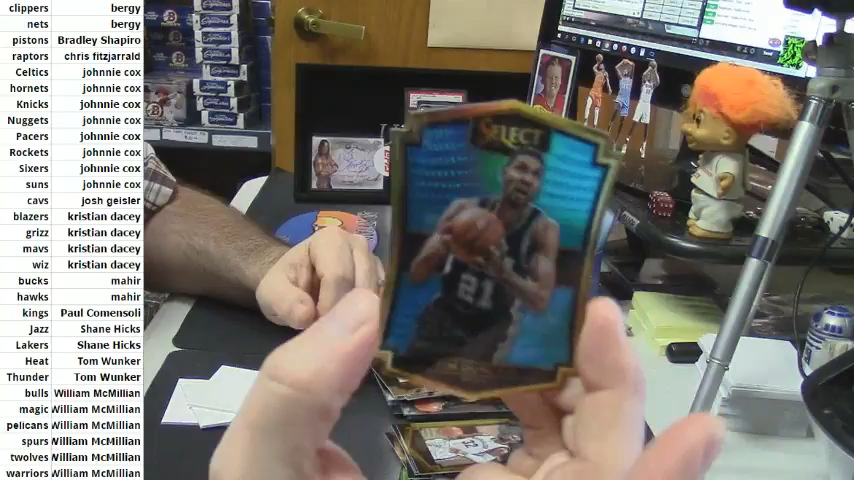 clippers bergy
nets bergy
pistons Bradley Shapiro
raptors chris fitzjarrald
Celtics johnnie cox
hornets johnnie cox
Knicks johnnie cox
Nuggets johnnie cox
Pacers johnnie cox
Rockets johnnie cox
Sixers johnnie cox
suns johnnie cox
cavs josh geisler
blazers kristian dacey
grizz kristian dacey
mavs kristian dacey
wiz kristian dacey
bucks mahir
hawks mahir
kings Paul Comensoli
Jazz Shane Hicks
Lakers Shane Hicks
Heat Tom Wunker
Thunder Tom Wunker
bulls William McMillian
magic William McMillian
pelicans William McMillian
spurs William McMillian
twolves William McMillian
warriors William McMillian
SELECT
21
32